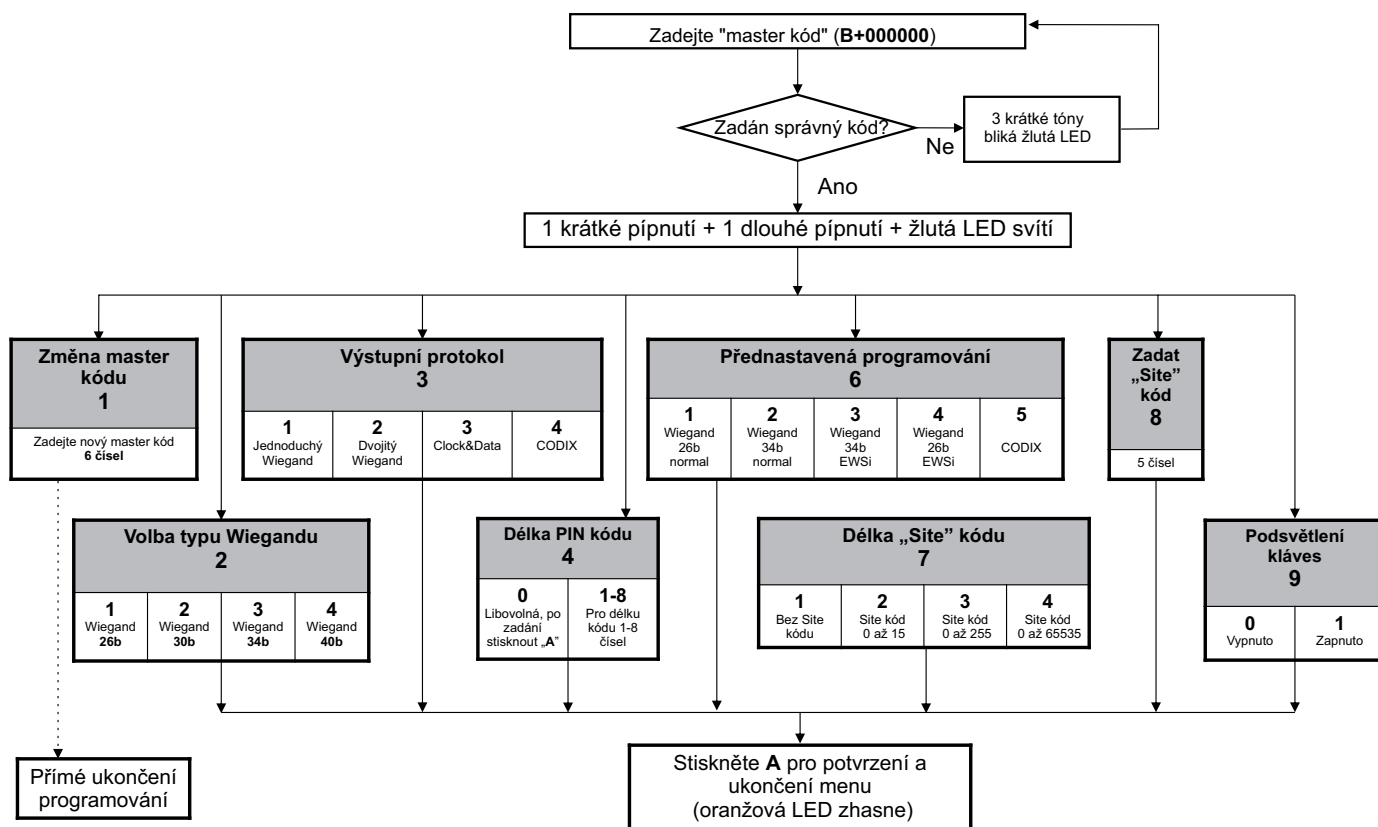 Zadejte "master kód" (B+000000)
Zadán správný kód?
Ne
3 krátké tóny
bliká žlutá LED
Ano
1 krátké pípnutí + 1 dlouhé pípnutí + žlutá LED svítí
Změna master
kódu
1
Zadejte nový master kód
6 čísel
Výstupní protokol
3
1
Jednoduchý
Wiegand
2
Dvojitý
Wiegand
3
Clock&Data
4
CODIX
Přednastavená programování
6
1
Wiegand
26b
normal
2
Wiegand
34b
normal
3
Wiegand
34b
EWSi
4
Wiegand
26b
EWSi
5
CODIX
Zadat
„Site”
kód
8
5 čísel
Volba typu Wiegandu
2
1
Wiegand
26b
2
Wiegand
30b
3
Wiegand
34b
4
Wiegand
40b
Délka PIN kódu
4
0
Libovolná, po
zadání
stisknout „A”
1-8
Pro délku
kódu 1-8
čísel
Délka „Site” kódu
7
1
Bez Site
kódu
2
Site kód
0 až 15
3
Site kód
0 až 255
4
Site kód
0 až 65535
Podsvětlení
kláves
9
0
Vypnuto
1
Zapnuto
Přímé ukončení
programování
Stiskněte A pro potvrzení a
ukončení menu
(oranžová LED zhasne)